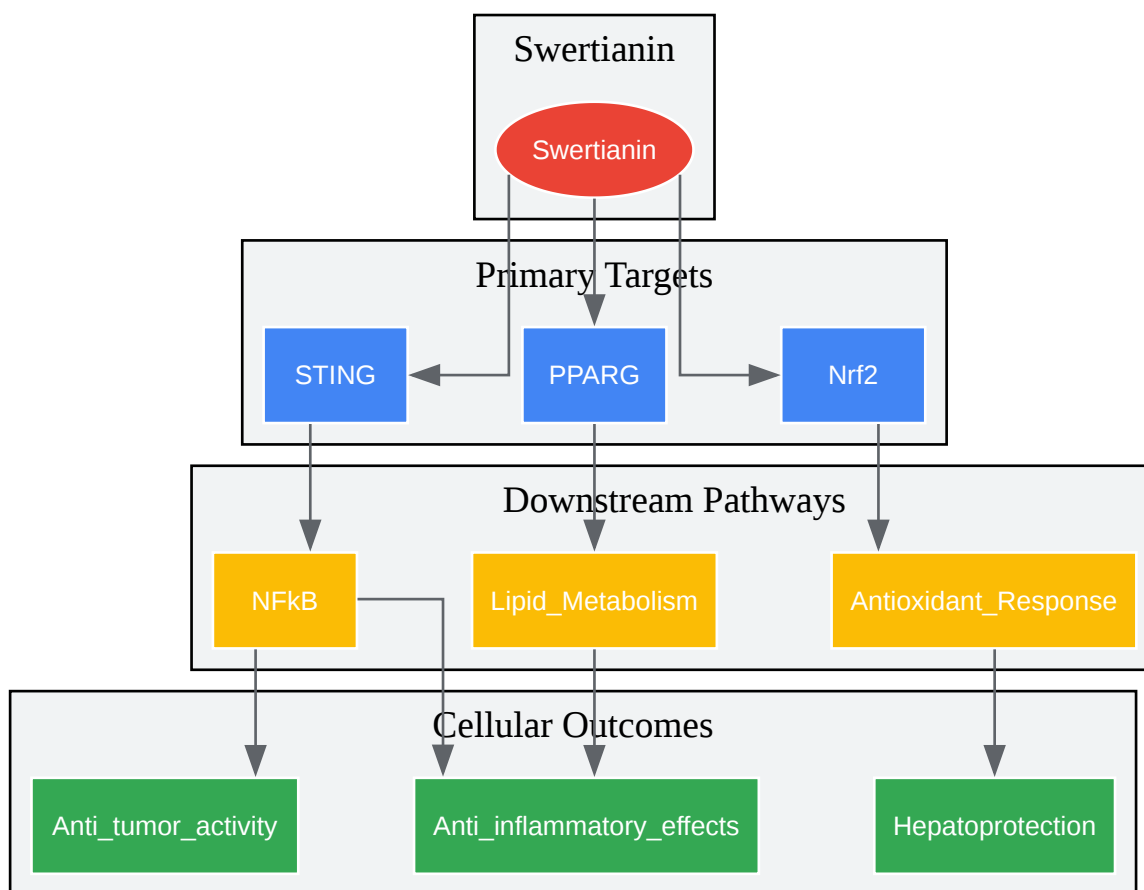 Swertianin
Swertianin
Primary Targets
STING
PPARG
Nrf2
Downstream Pathways
NFkB
Lipid_Metabolism
Antioxidant_Response
Cellular Outcomes
Anti_tumor_activity
Anti_inflammatory_effects
Hepatoprotection